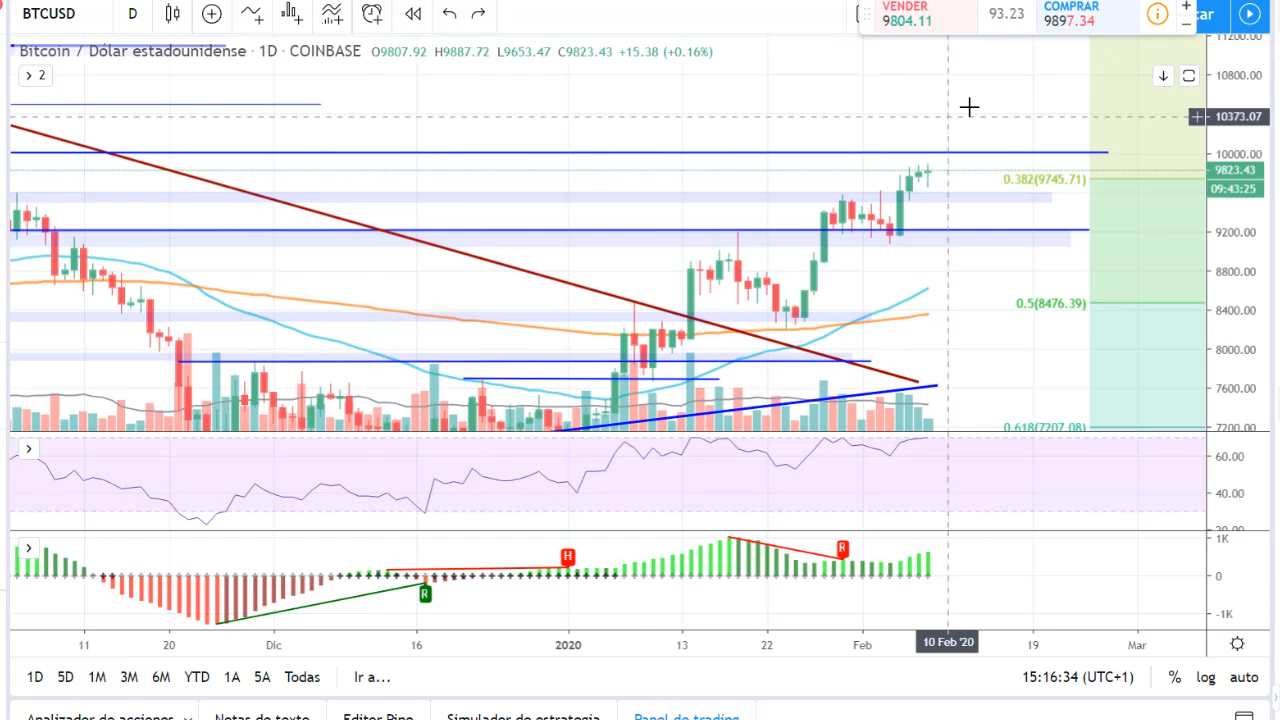 BTCUSD D VENDER 9804.11 93.23 COMPRAR 9897.34
Bitcoin / Dólar estadounidense · 1D · COINBASE O9807.92 H9887.72 L9653.47 C9823.43 +15.38 (+0.16%)
2
11200.00
10800.00
10373.07
10000.00
9823.43
09:43:25
0.382(9745.71)
9200.00
8800.00
0.5(8476.39)
8400.00
8000.00
7600.00
0.618(7207.08)
7200.00
60.00
40.00
20.00
1K
H
R
R
0
-1K
11 20 Dic 16 2020 13 22 Feb 10 Feb '20 19 Mar
1D 5D 1M 3M 6M YTD 1A 5A Todas Ir a... 15:16:34 (UTC+1) % log auto
Analizador de acciones Notas de texto Editor Pine Simulador de estrategia Panel de trading